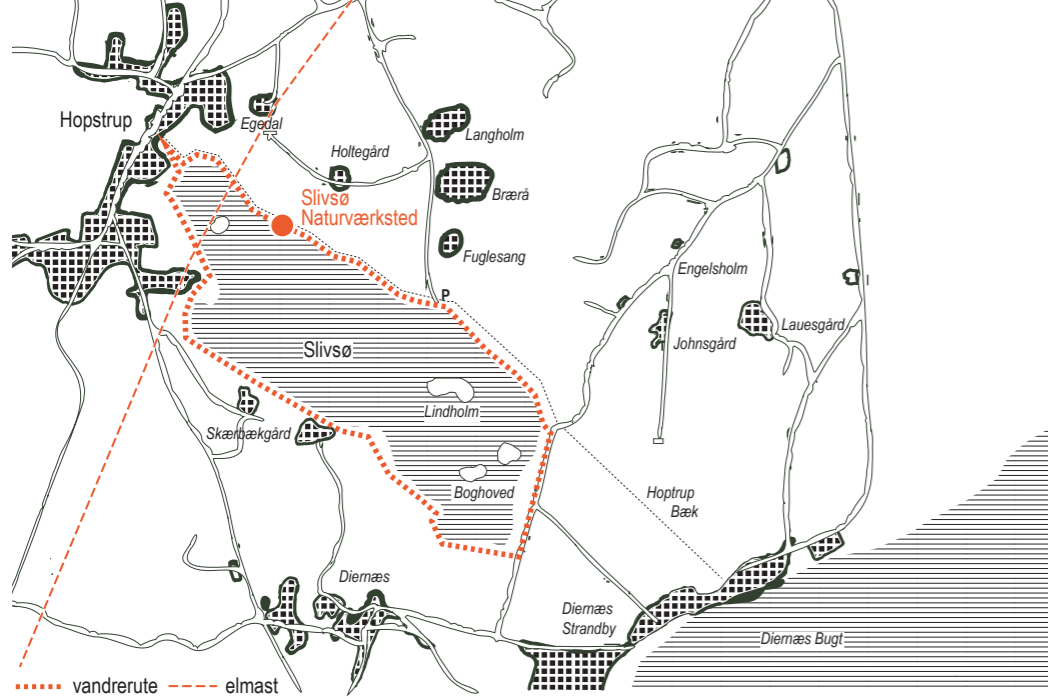 Hopstrup
Egedal
Langholm
Holtegård
Brærå
Slivsø
Naturværksted
Fuglesang
Engelsholm
P
Lauesgård
Johnsgård
Slivsø
Lindholm
Skærbækgård
Boghoved
Hoptrup
Bæk
Diernæs
Diernæs
Strandby
Diernæs Bugt
vandrerute
elmast